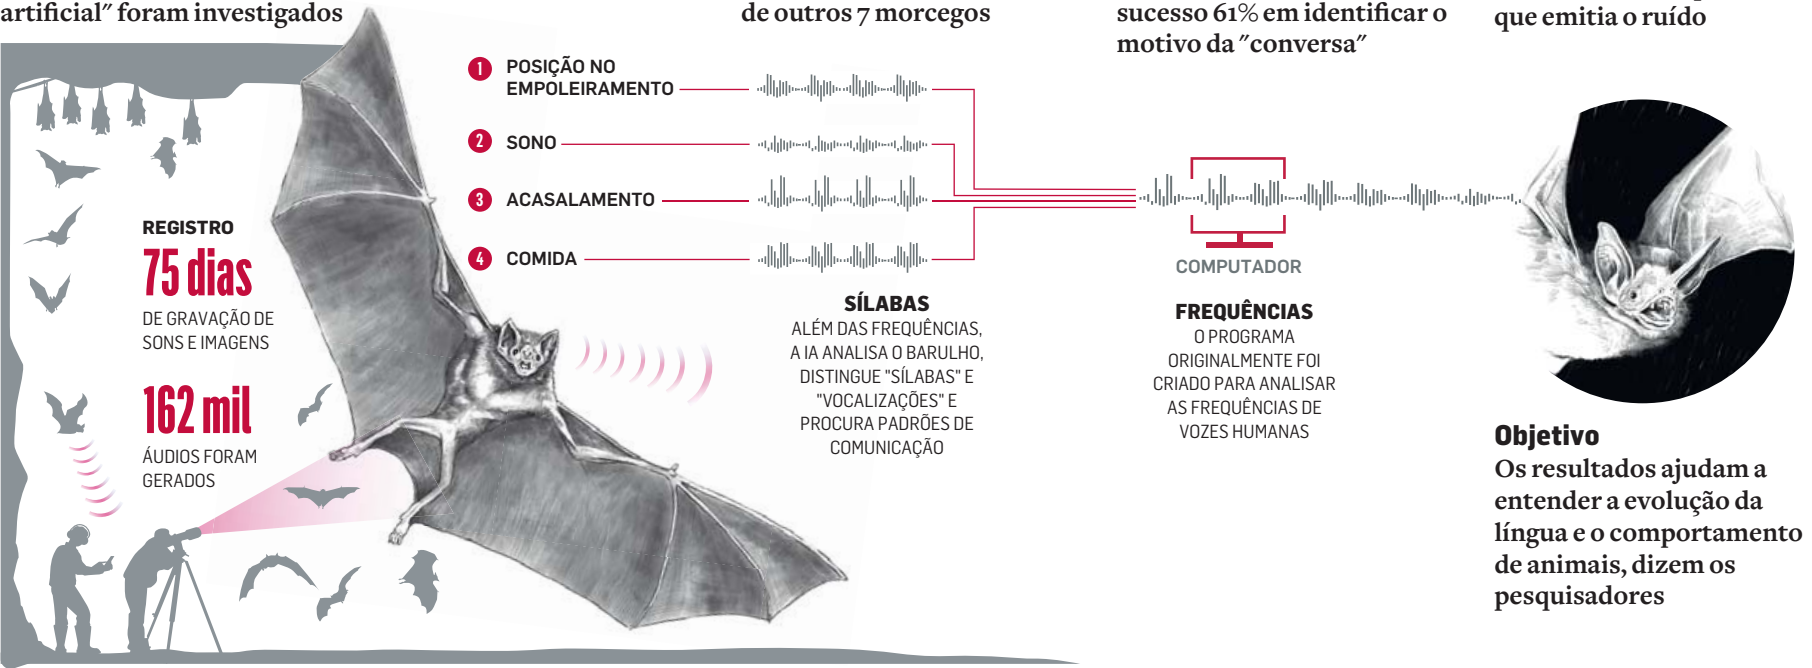 artificial" foram investigados
de outros 7 morcegos
sucesso 61% em identificar o
motivo da "conversa"
que emitia o ruído
1 POSIÇÃO NO
EMPOLEIRAMENTO
2 SONO
3 ACASALAMENTO
4 COMIDA
REGISTRO
75 dias
DE GRAVAÇÃO DE
SONS E IMAGENS
162 mil
ÁUDIOS FORAM
GERADOS
SÍLABAS
ALÉM DAS FREQUÊNCIAS,
A IA ANALISA O BARULHO,
DISTINGUE "SÍLABAS" E
"VOCALIZAÇÕES" E
PROCURA PADRÕES DE
COMUNICAÇÃO
COMPUTADOR
FREQUÊNCIAS
O PROGRAMA
ORIGINALMENTE FOI
CRIADO PARA ANALISAR
AS FREQUÊNCIAS DE
VOZES HUMANAS
Objetivo
Os resultados ajudam a
entender a evolução da
língua e o comportamento
de animais, dizem os
pesquisadores